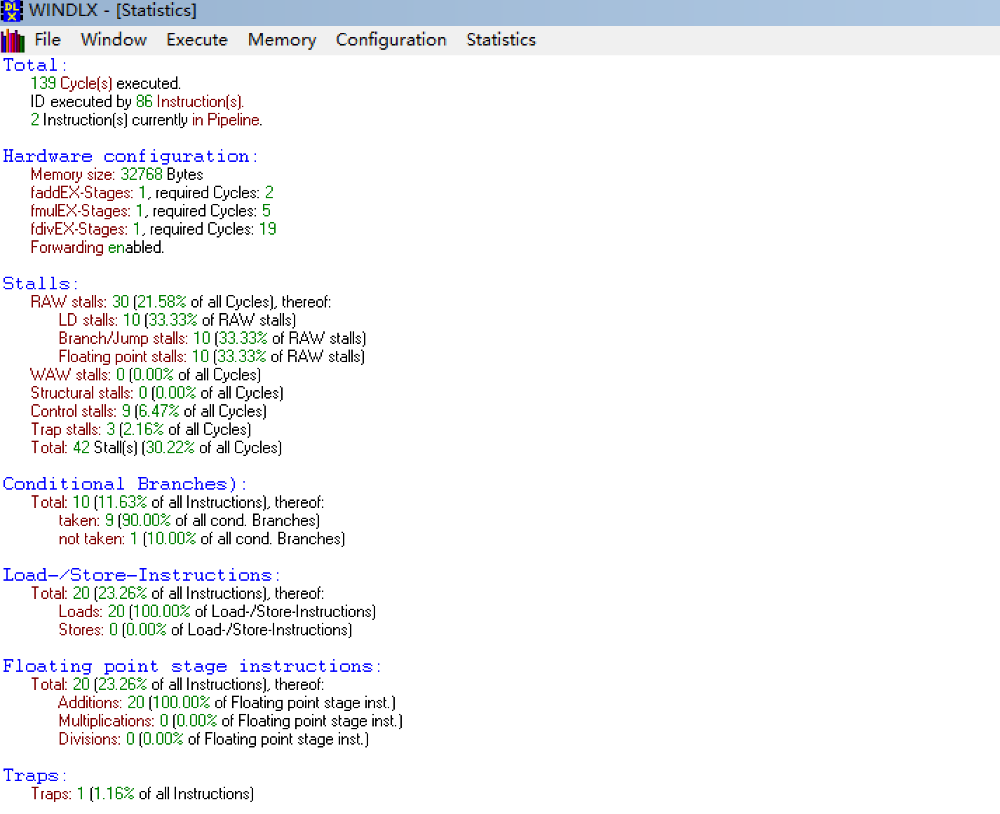 DLX
WINDLX - [Statistics]
File Window Execute Memory Configuration Statistics
Total:
139 Cycle(s) executed.
ID executed by 86 Instruction(s).
2 Instruction(s) currently in Pipeline.
Hardware configuration:
Memory size: 32768 Bytes
faddEX-Stages: 1, required Cycles: 2
fmulEX-Stages: 1, required Cycles: 5
fdivEX-Stages: 1, required Cycles: 19
Forwarding enabled.
Stalls:
RAW stalls: 30 (21.58% of all Cycles), thereof:
LD stalls: 10 (33.33% of RAW stalls)
Branch/Jump stalls: 10 (33.33% of RAW stalls)
Floating point stalls: 10 (33.33% of RAW stalls)
WAW stalls: 0 (0.00% of all Cycles)
Structural stalls: 0 (0.00% of all Cycles)
Control stalls: 9 (6.47% of all Cycles)
Trap stalls: 3 (2.16% of all Cycles)
Total: 42 Stall(s) (30.22% of all Cycles)
Conditional Branches):
Total: 10 (11.63% of all Instructions), thereof:
taken: 9 (90.00% of all cond. Branches)
not taken: 1 (10.00% of all cond. Branches)
Load-/Store-Instructions:
Total: 20 (23.26% of all Instructions), thereof:
Loads: 20 (100.00% of Load-/Store-Instructions)
Stores: 0 (0.00% of Load-/Store-Instructions)
Floating point stage instructions:
Total: 20 (23.26% of all Instructions), thereof:
Additions: 20 (100.00% of Floating point stage inst.)
Multiplications: 0 (0.00% of Floating point stage inst.)
Divisions: 0 (0.00% of Floating point stage inst.)
Traps:
Traps: 1 (1.16% of all Instructions)